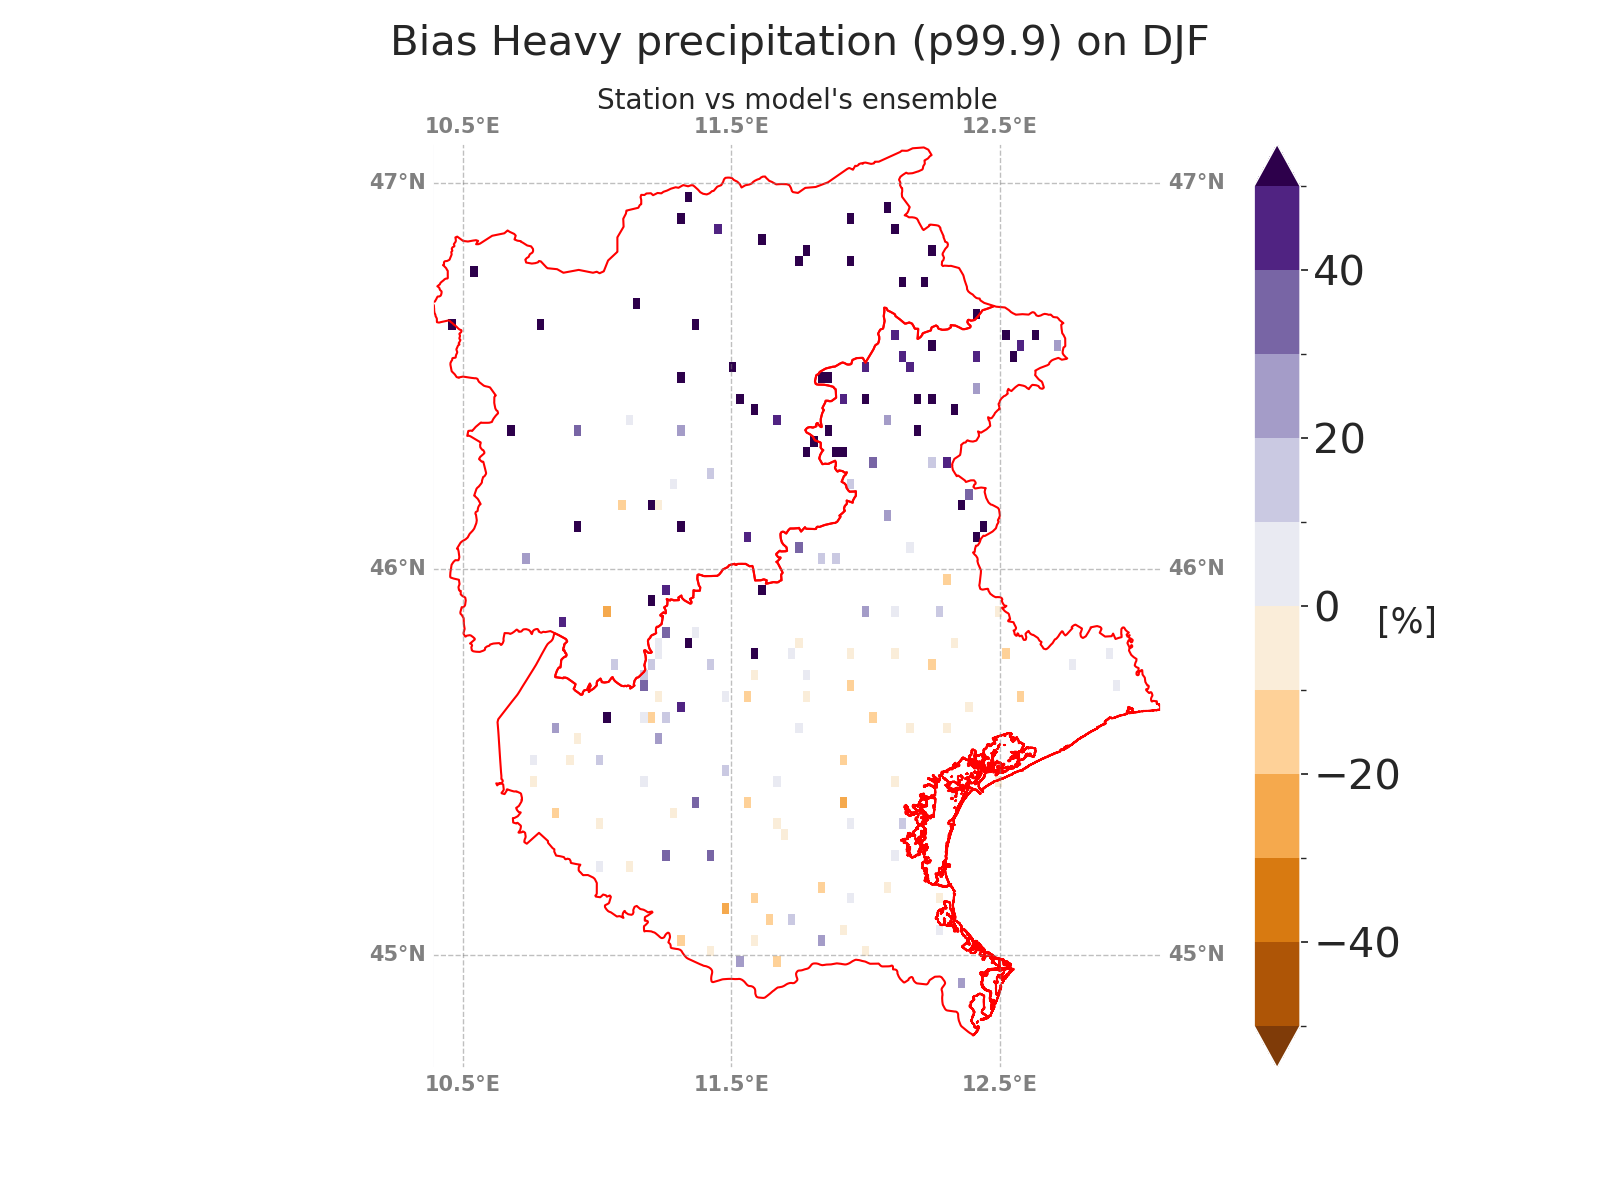 Bias Heavy precipitation (p99.9) on DJF
Station vs model's ensemble
10.5°E 11.5°E 12.5°E
47°N 47°N
40
20
46°N 46°N
0 [%]
−20
45°N 45°N
−40
10.5°E 11.5°E 12.5°E